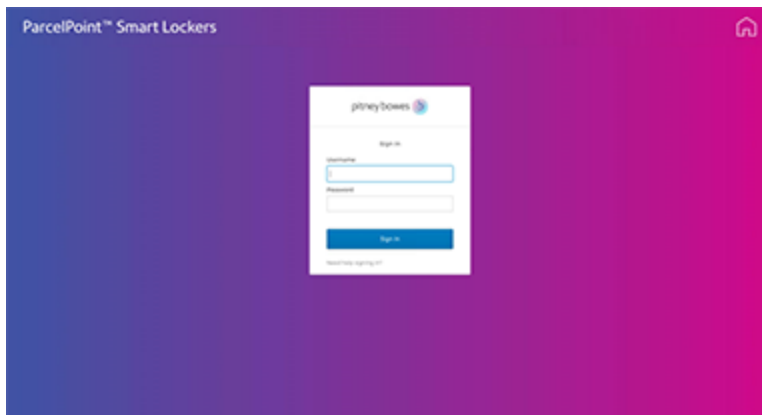 ParcelPoint™ Smart Lockers
pitney bowes
Sign In
Username
Password
Sign In
Need help signing in?